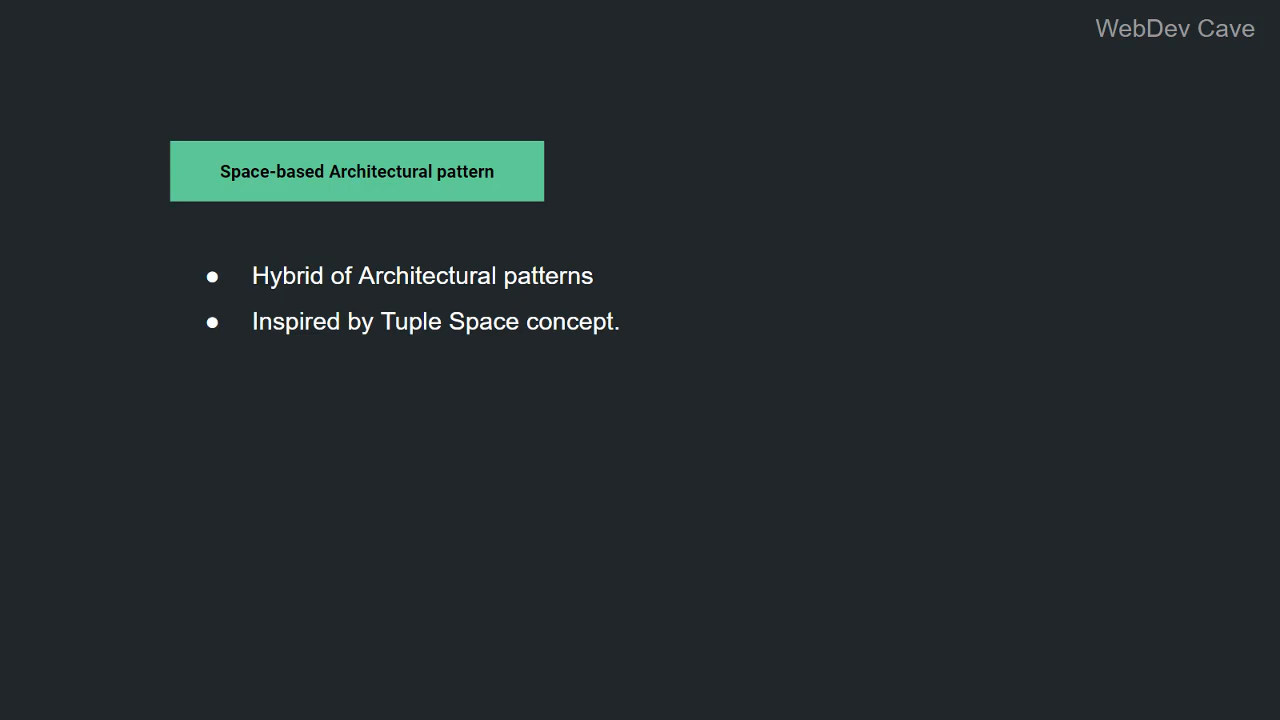 WebDev Cave
Space-based Architectural pattern
● Hybrid of Architectural patterns
● Inspired by Tuple Space concept.